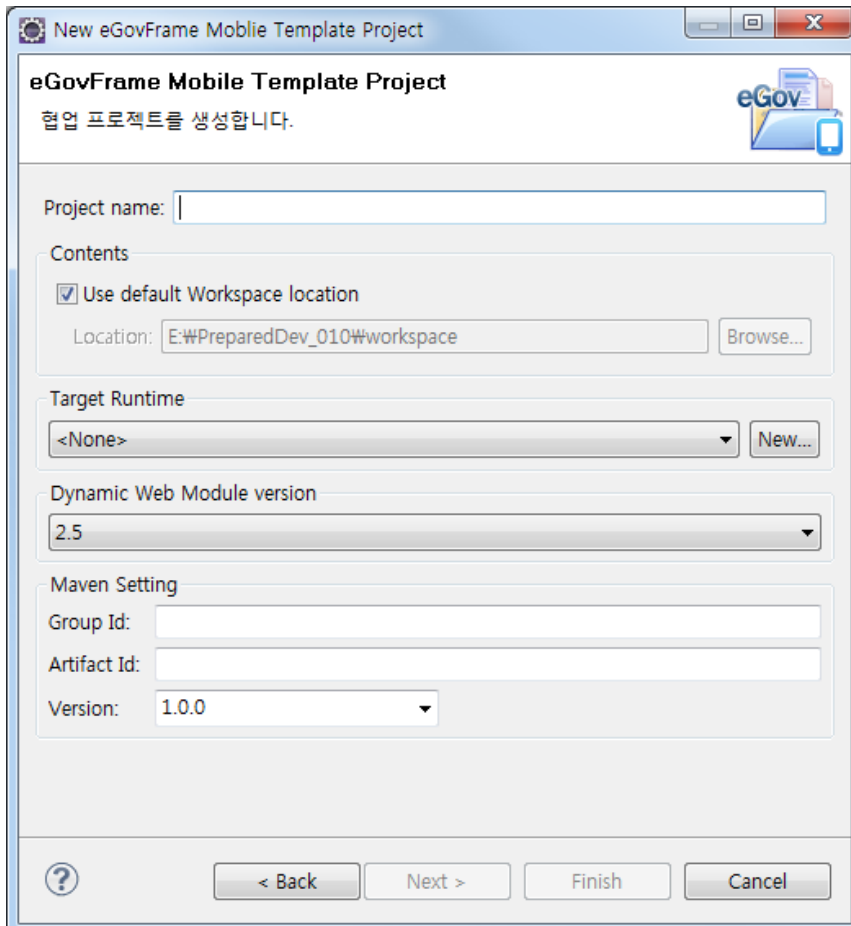 New eGovFrame Moblie Template Project
eGovFrame Mobile Template Project
협업 프로젝트를 생성합니다.
eGov
Project name:
Contents
Use default Workspace location
Location: E:₩PreparedDev_010₩workspace Browse...
Target Runtime
<None> New...
Dynamic Web Module version
2.5
Maven Setting
Group Id:
Artifact Id:
Version: 1.0.0
? < Back Next > Finish Cancel